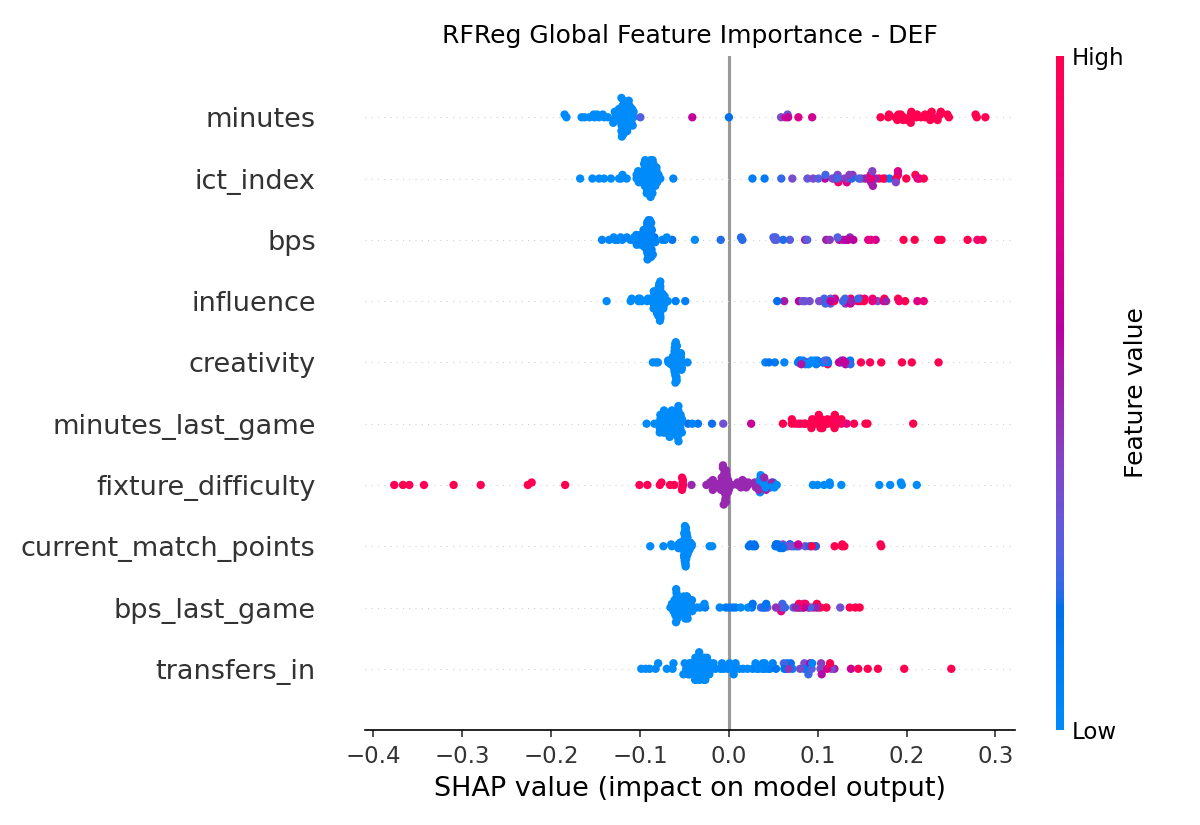 RFReg Global Feature Importance - DEF
High
minutes
ict_index
bps
influence
creativity
minutes_last_game
fixture_difficulty
current_match_points
bps_last_game
transfers_in
Feature value
Low
−0.4 −0.3 −0.2 −0.1 0.0 0.1 0.2 0.3
SHAP value (impact on model output)